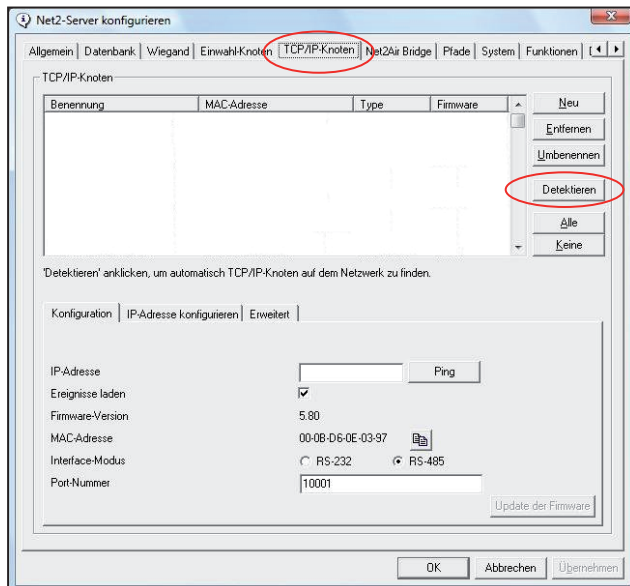 Net2-Server konfigurieren
Allgemein Datenbank Wiegand Einwahl-Knoten TCP/IP-Knoten Net2Air Bridge Pfade System Funktionen
TCP/IP-Knoten
Benennung MAC-Adresse Type Firmware
Neu
Entfernen
Umbenennen
Detektieren
Alle
Keine
'Detektieren' anklicken, um automatisch TCP/IP-Knoten auf dem Netzwerk zu finden.
Konfiguration IP-Adresse konfigurieren Erweitert
IP-Adresse Ping
Ereignisse laden
Firmware-Version 5.80
MAC-Adresse 00-0B-D6-0E-03-97
Interface-Modus RS-232 RS-485
Port-Nummer 10001
Update der Firmware
OK Abbrechen Übernehmen